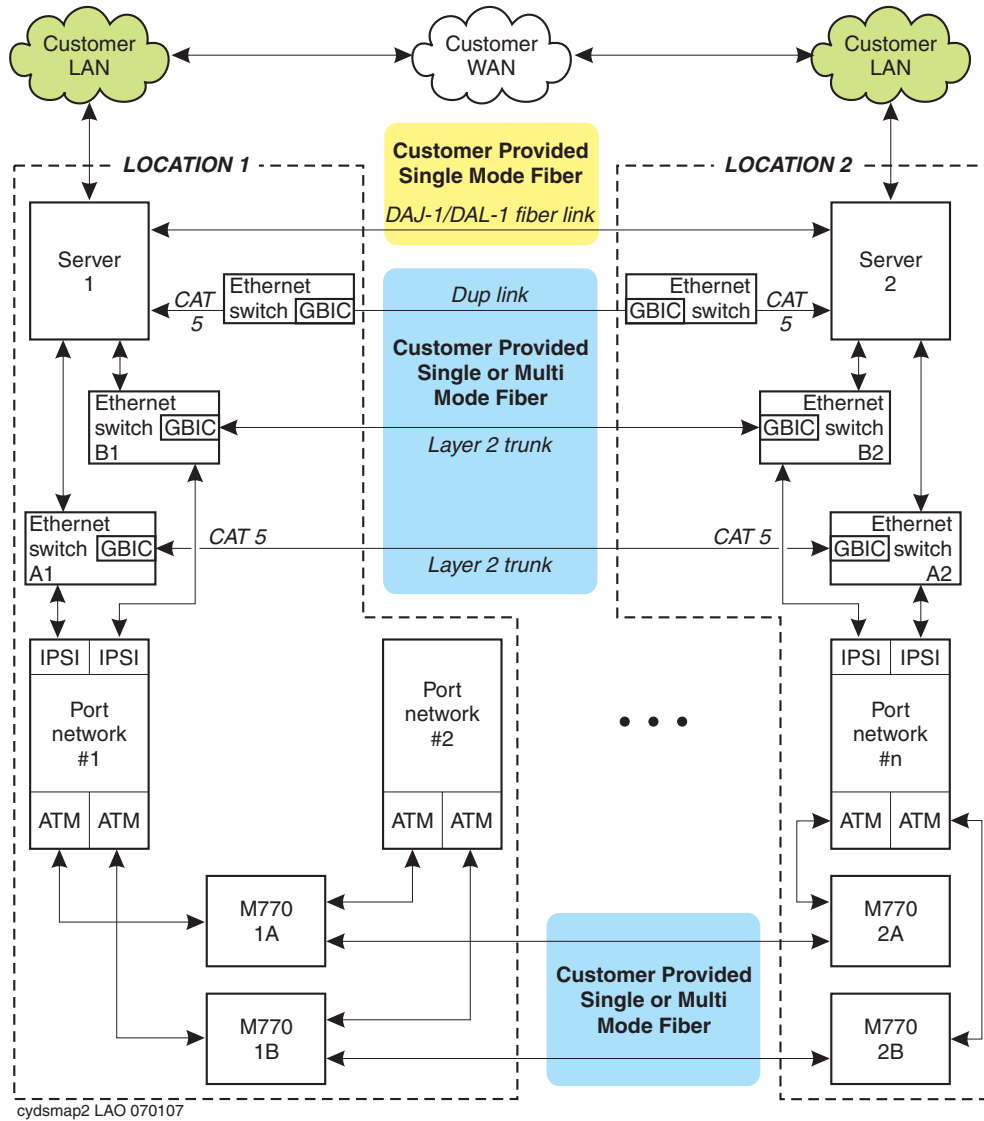 Customer
LAN
Customer
WAN
Customer
LAN
LOCATION 1
Customer Provided
Single Mode Fiber
LOCATION 2
DAJ-1/DAL-1 fiber link
Server
1
Server
2
CAT
5
Ethernet
switch GBIC
Dup link
Ethernet
GBIC switch
CAT
5
Customer Provided
Single or Multi
Mode Fiber
Ethernet
switch GBIC
B1
Layer 2 trunk
Ethernet
GBIC switch
B2
Ethernet
switch GBIC
A1
CAT 5
CAT 5
Layer 2 trunk
Ethernet
GBIC switch
A2
IPSI IPSI
Port
network
#1
ATM ATM
Port
network
#2
ATM ATM
IPSI IPSI
Port
network
#n
ATM ATM
M770
1A
M770
2A
Customer Provided
Single or Multi
Mode Fiber
M770
1B
M770
2B
cydsmap2 LAO 070107